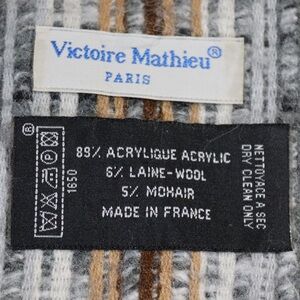 Victoire Mathieu®
PARIS
89% ACRYLIQUE ACRYLIC
6% LAINE-WOOL
5% MOHAIR
MADE IN FRANCE
NETTOYAGE A SEC
DRY CLEAN ONLY
®
1650